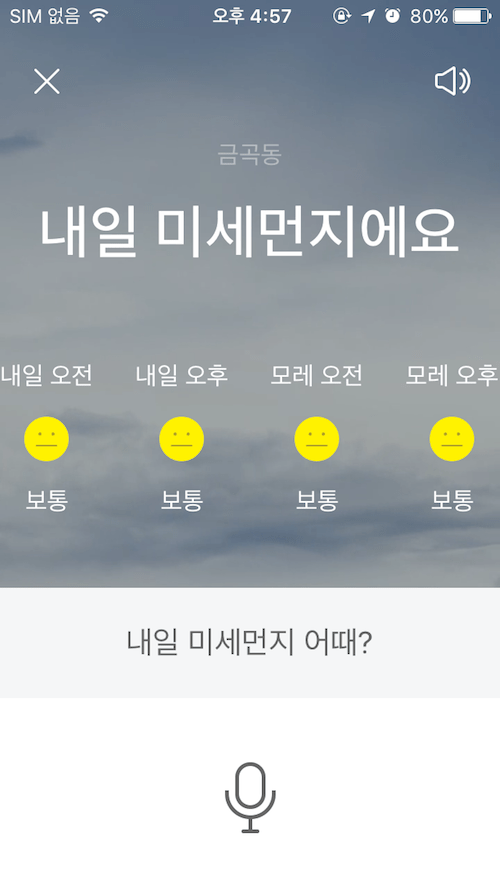 SIM 없음 오후 4:57 80%
금곡동
내일 미세먼지에요
내일 오전 내일 오후 모레 오전 모레 오후
보통 보통 보통 보통
내일 미세먼지 어때?